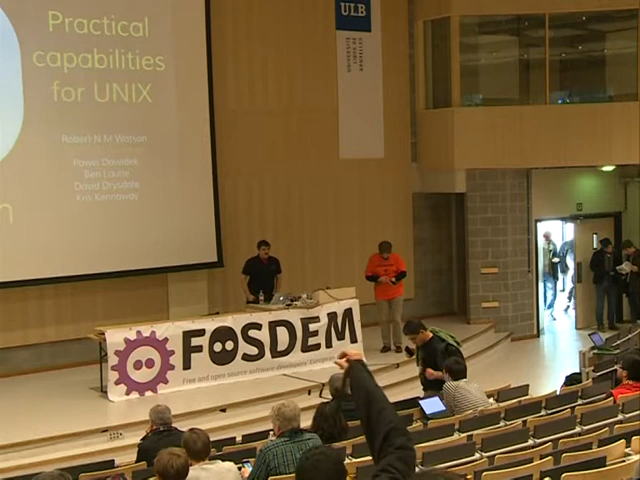 Practical
capabilities
for UNIX
Robert N M Watson
Pawel Dawidek
Ben Laurie
David Drysdale
Kris Kennaway
ULB
FOSDEM
Free and open source software developers' European